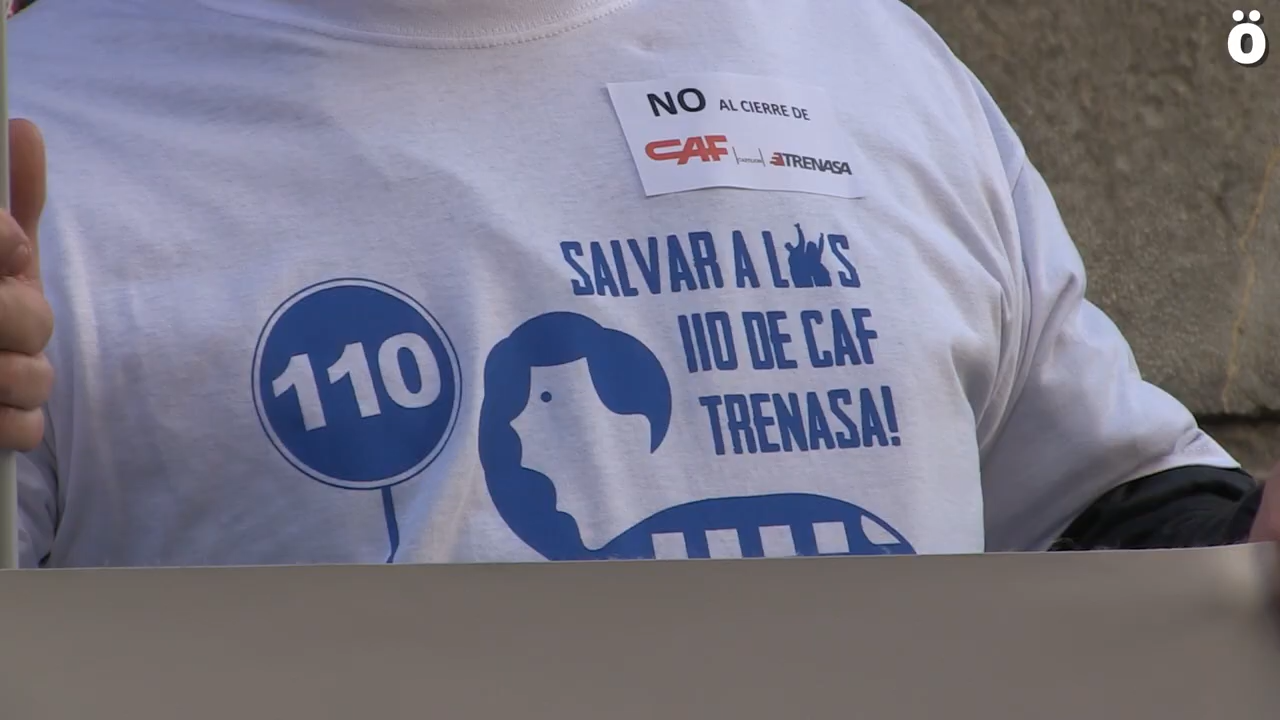 Ö
NO AL CIERRE DE
CAF TRENASA
SALVAR A LOS
110 DE CAF
TRENASA!
110